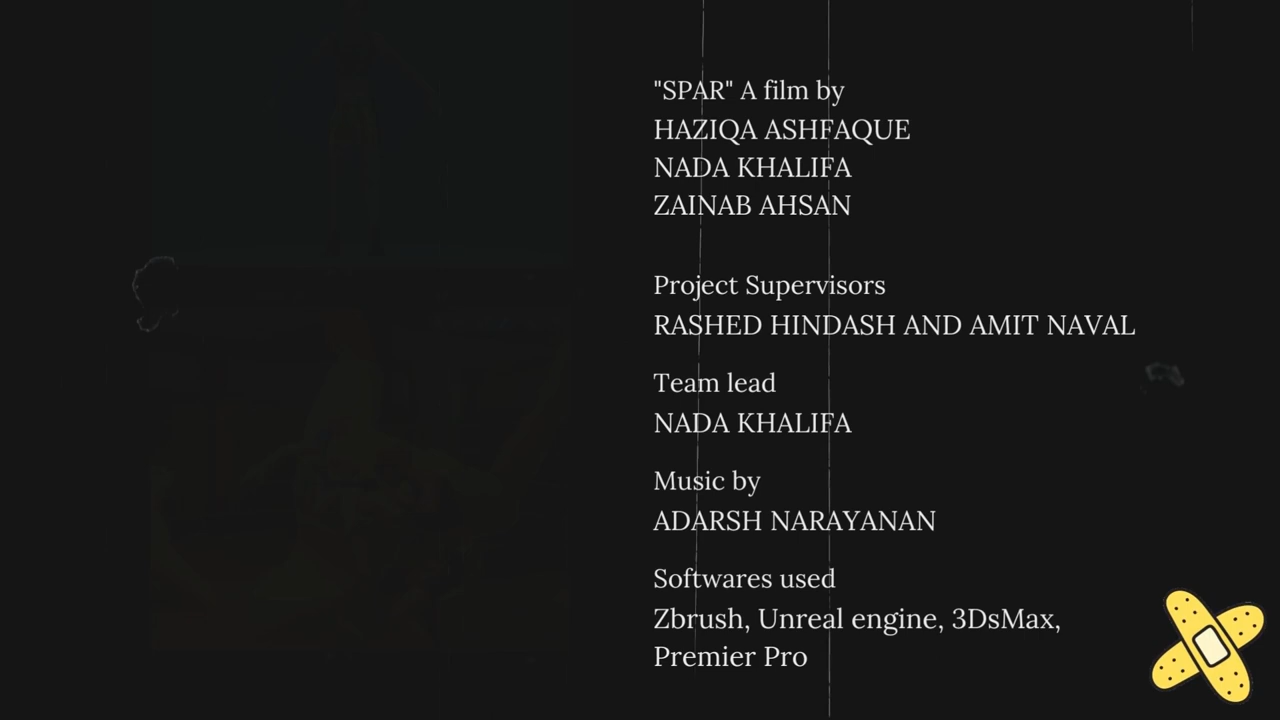 "SPAR" A film by
HAZIQA ASHFAQUE
NADA KHALIFA
ZAINAB AHSAN
Project Supervisors
RASHED HINDASH AND AMIT NAVAL
Team lead
NADA KHALIFA
Music by
ADARSH NARAYANAN
Softwares used
Zbrush, Unreal engine, 3DsMax,
Premier Pro